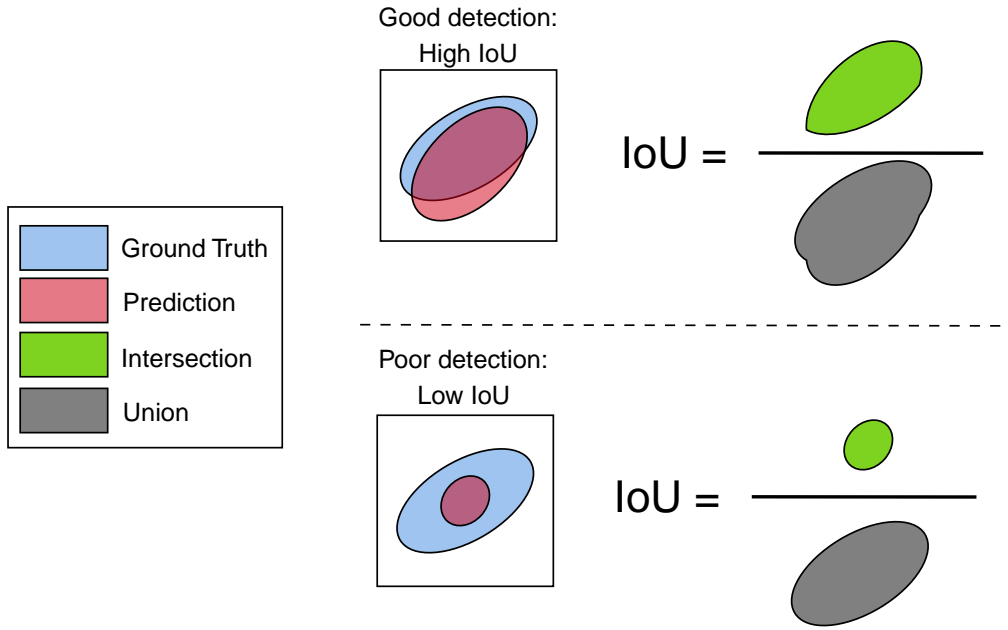 Good detection:
High IoU
IoU =
Ground Truth
Prediction
Intersection
Union
Poor detection:
Low IoU
IoU =